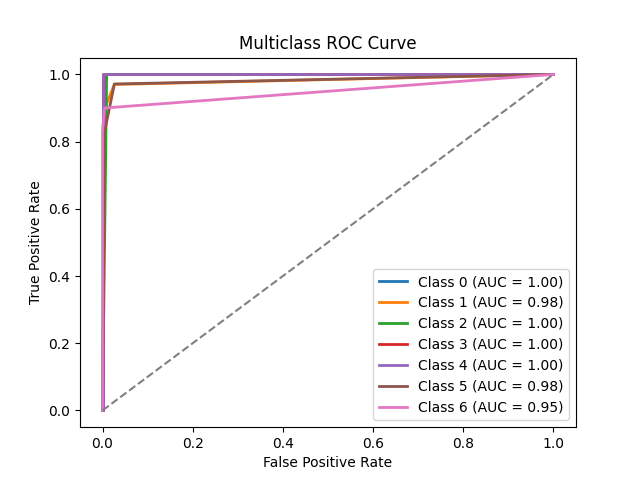 Multiclass ROC Curve
True Positive Rate
1.0
0.8
0.6
0.4
0.2
0.0
0.0 0.2 0.4 0.6 0.8 1.0
False Positive Rate
Class 0 (AUC = 1.00)
Class 1 (AUC = 0.98)
Class 2 (AUC = 1.00)
Class 3 (AUC = 1.00)
Class 4 (AUC = 1.00)
Class 5 (AUC = 0.98)
Class 6 (AUC = 0.95)